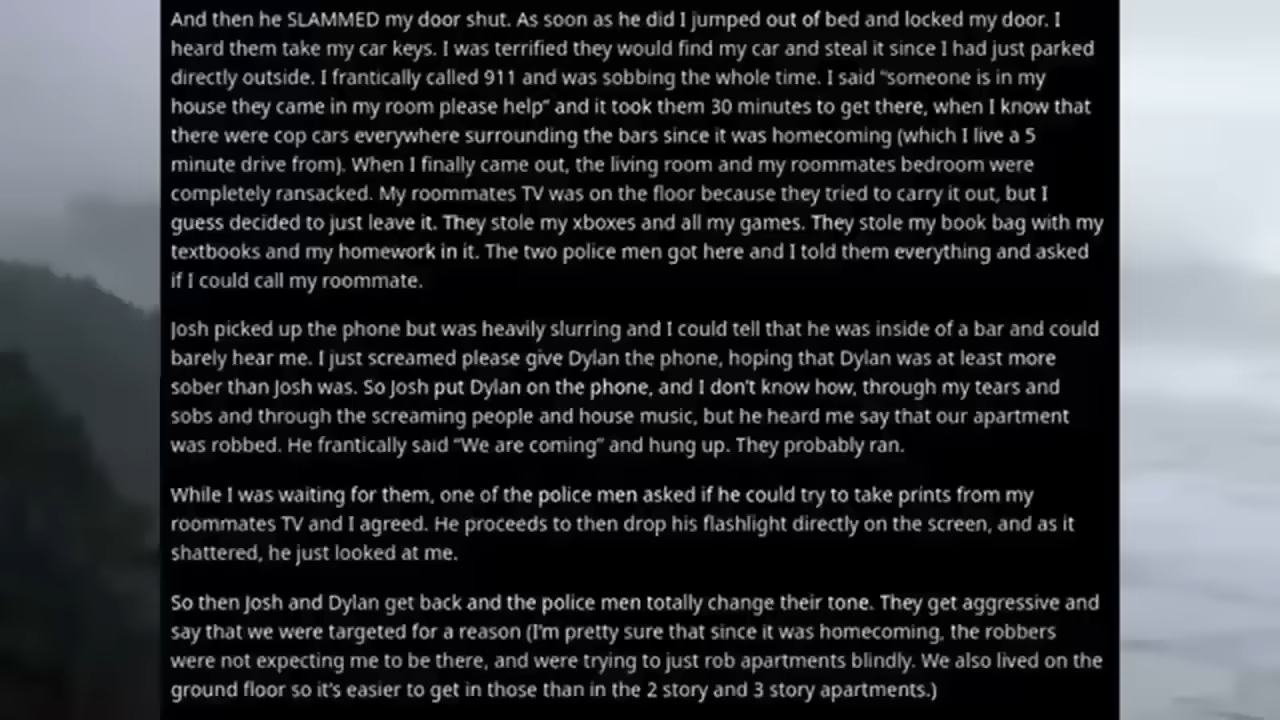 And then he SLAMMED my door shut. As soon as he did I jumped out of bed and locked my door. I
heard them take my car keys. I was terrified they would find my car and steal it since I had just parked
directly outside. I frantically called 911 and was sobbing the whole time. I said “someone is in my
house they came in my room please help” and it took them 30 minutes to get there, when I know that
there were cop cars everywhere surrounding the bars since it was homecoming (which I live a 5
minute drive from). When I finally came out, the living room and my roommates bedroom were
completely ransacked. My roommates TV was on the floor because they tried to carry it out, but I
guess decided to just leave it. They stole my xboxes and all my games. They stole my book bag with my
textbooks and my homework in it. The two police men got here and I told them everything and asked
if I could call my roommate.
Josh picked up the phone but was heavily slurring and I could tell that he was inside of a bar and could
barely hear me. I just screamed please give Dylan the phone, hoping that Dylan was at least more
sober than Josh was. So Josh put Dylan on the phone, and I don’t know how, through my tears and
sobs and through the screaming people and house music, but he heard me say that our apartment
was robbed. He frantically said “We are coming” and hung up. They probably ran.
While I was waiting for them, one of the police men asked if he could try to take prints from my
roommates TV and I agreed. He proceeds to then drop his flashlight directly on the screen, and as it
shattered, he just looked at me.
So then Josh and Dylan get back and the police men totally change their tone. They get aggressive and
say that we were targeted for a reason (I’m pretty sure that since it was homecoming, the robbers
were not expecting me to be there, and were trying to just rob apartments blindly. We also lived on the
ground floor so it’s easier to get in those than in the 2 story and 3 story apartments.)